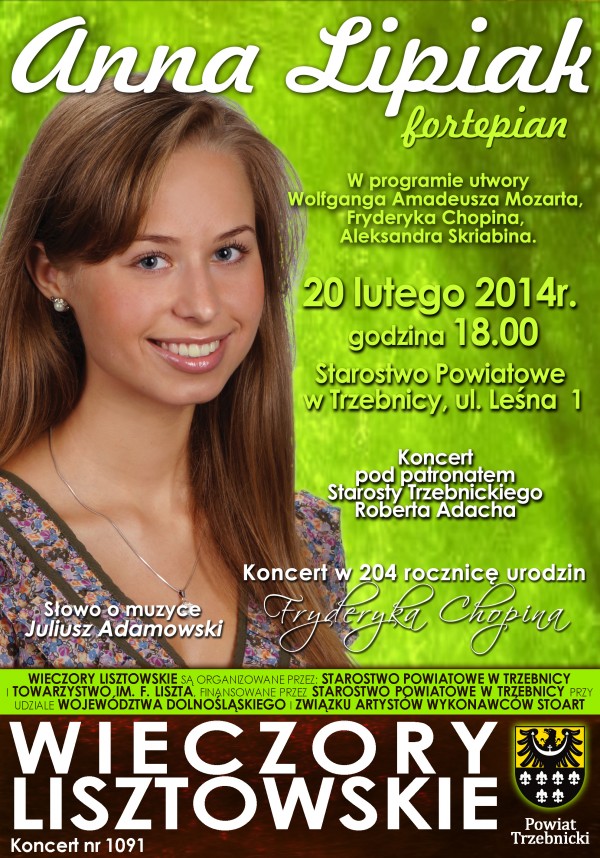 Anna Lipiak
fortepian
W programie utwory
Wolfganga Amadeusza Mozarta,
Fryderyka Chopina,
Aleksandra Skriabina.
20 lutego 2014r.
godzina 18.00
Starostwo Powiatowe
w Trzebnicy, ul. Leśna 1
Koncert
pod patronatem
Starosty Trzebnickiego
Roberta Adacha
Koncert w 204 rocznicę urodzin
Fryderyka Chopina
Słowo o muzyce
Juliusz Adamowski
WIECZORY LISZTOWSKIE SĄ ORGANIZOWANE PRZEZ: STAROSTWO POWIATOWE W TRZEBNICY
I TOWARZYSTWO IM. F. LISZTA, FINANSOWANE PRZEZ STAROSTWO POWIATOWE W TRZEBNICY PRZY
UDZIALE WOJEWÓDZTWA DOLNOŚLĄSKIEGO I ZWIĄZKU ARTYSTÓW WYKONAWCÓW STOART
WIECZORY
LISZTOWSKIE
Koncert nr 1091
Powiat
Trzebnicki